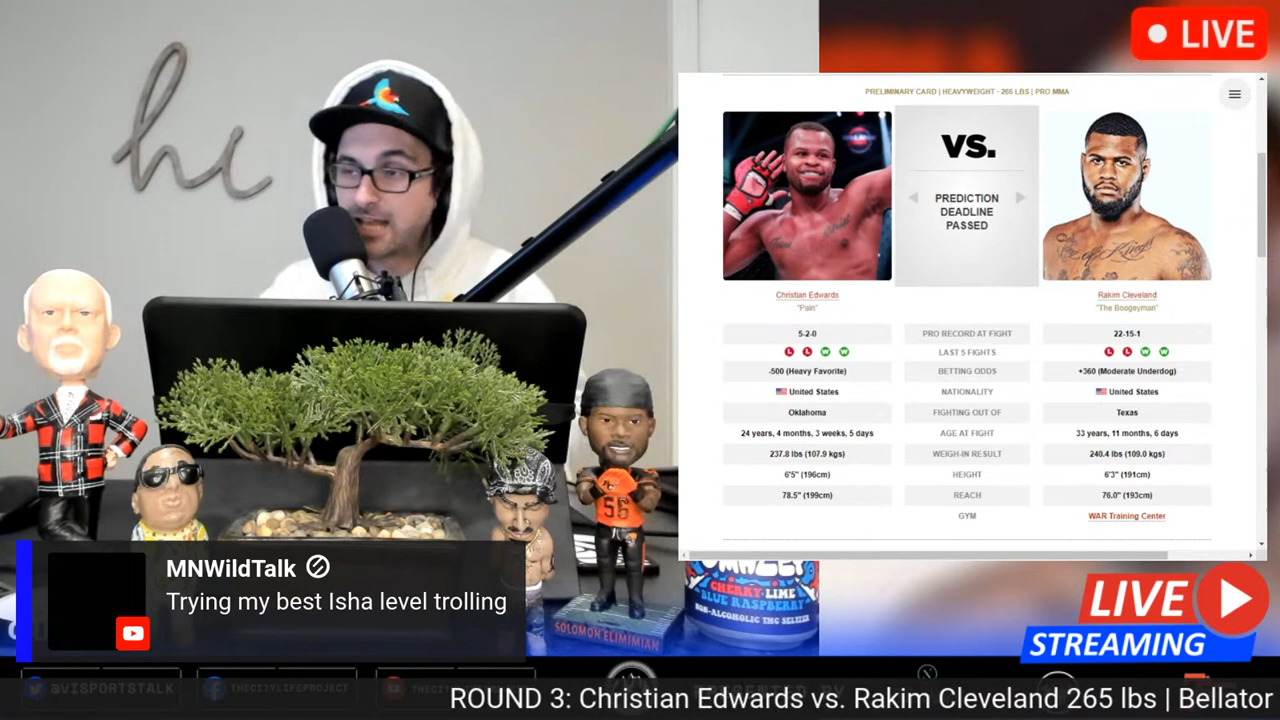 hi
LIVE
PRELIMINARY CARD | HEAVYWEIGHT · 265 LBS | PRO MMA
VS.
PREDICTION
DEADLINE
PASSED
Christian Edwards
"Pain"
Rakim Cleveland
"The Boogeyman"
5-2-0 PRO RECORD AT FIGHT 22-15-1
L L W W LAST 5 FIGHTS L L W W
-500 (Heavy Favorite) BETTING ODDS +360 (Moderate Underdog)
United States NATIONALITY United States
Oklahoma FIGHTING OUT OF Texas
24 years, 4 months, 3 weeks, 5 days AGE AT FIGHT 33 years, 11 months, 6 days
237.8 lbs (107.9 kgs) WEIGH-IN RESULT 240.4 lbs (109.0 kgs)
6'5" (196cm) HEIGHT 6'3" (191cm)
78.5" (199cm) REACH 76.0" (193cm)
GYM WAR Training Center
56
MNWildTalk
Trying my best Isha level trolling
SOLOMON ELIMIMIAN
CHERRY-LIME
BLUE RASPBERRY
NON-ALCOHOLIC THC SELTZER
LIVE
STREAMING
@VISPORTSTALK
THECITYLIFEPROJECT
ROUND 3: Christian Edwards vs. Rakim Cleveland 265 lbs | Bellator